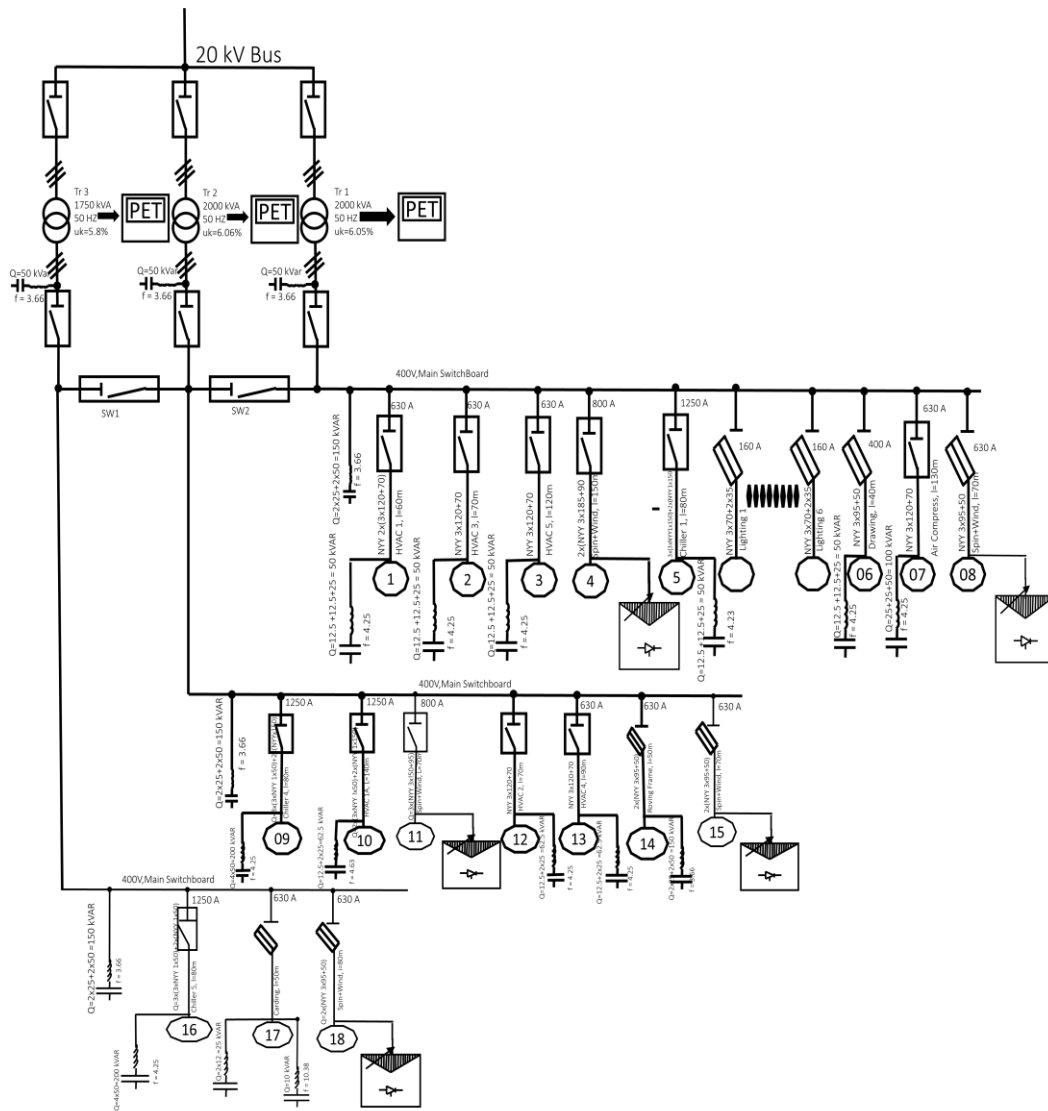 20 kV Bus
Tr 3
1750 kVA
50 HZ
uk=5.8%
PET
Tr 2
2000 kVA
50 HZ
uk=6.06%
PET
Tr 1
2000 kVA
50 HZ
uk=6.05%
PET
Q=50 kVar
f = 3.66
Q=50 kVar
f = 3.66
Q=50 kVar
f = 3.66
SW1
SW2
400V,Main SwitchBoard
Q=2x25+2x50 =150 kVAR
f = 3.66
630 A
NYY 2x(3x120+70)
HVAC 1, l=60m
1
Q=12.5 +12.5+25 = 50 kVAR
f = 4.25
630 A
NYY 3x120+70
HVAC 3, l=70m
2
Q=12.5 +12.5+25 = 50 kVAR
f = 4.25
630 A
NYY 3x120+70
HVAC 5, l=120m
3
Q=12.5 +12.5+25 = 50 kVAR
f = 4.25
800 A
2x(NYY 3x185+90
Spin+Wind, l=150m
4
1250 A
Chiller 1, l=80m
5
Q=12.5 +12.5+25 = 50 kVAR
f = 4.23
160 A
NYY 3x70+2x35
Lighting 1
160 A
NYY 3x70+2x35
Lighting 6
400 A
NYY 3x95+50
Drawing, l=40m
06
Q=12.5 +12.5+25 = 50 kVAR
f = 4.25
630 A
NYY 3x120+70
Air Compress, l=130m
07
Q=25+25+50= 100 kVAR
f = 4.25
630 A
NYY 3x95+50
Spin+Wind, l=70m
08
400V,Main Switchboard
Q=2x25+2x50 =150 kVAR
f = 3.66
1250 A
Chiller 4, l=80m
09
Q=4x50=200 kVAR
f = 4.25
1250 A
HVAC 1A, L=140m
10
Q=12.5+2x25=62.5 kVAR
f = 4.63
800 A
Spin+Wind, L=70m
11
630 A
NYY 3x120+70
HVAC 2, l=70m
12
f = 4.25
630 A
NYY 3x120+70
HVAC 4, l=90m
13
f = 4.25
630 A
2x(NYY 3x95+50)
Roving Frame, l=50m
14
630 A
2x(NYY 3x95+50)
Spin+Wind, l=70m
15
400V,Main Switchboard
Q=2x25+2x50 =150 kVAR
f = 3.66
1250 A
Chiller 5, l=80m
16
Q=4x50=200 kVAR
f = 4.25
630 A
Carding, l=50m
17
Q=10 kVAR
f = 10.38
630 A
Q=2x(NYY 3x95+50)
Spin+Wind, l=80m
18